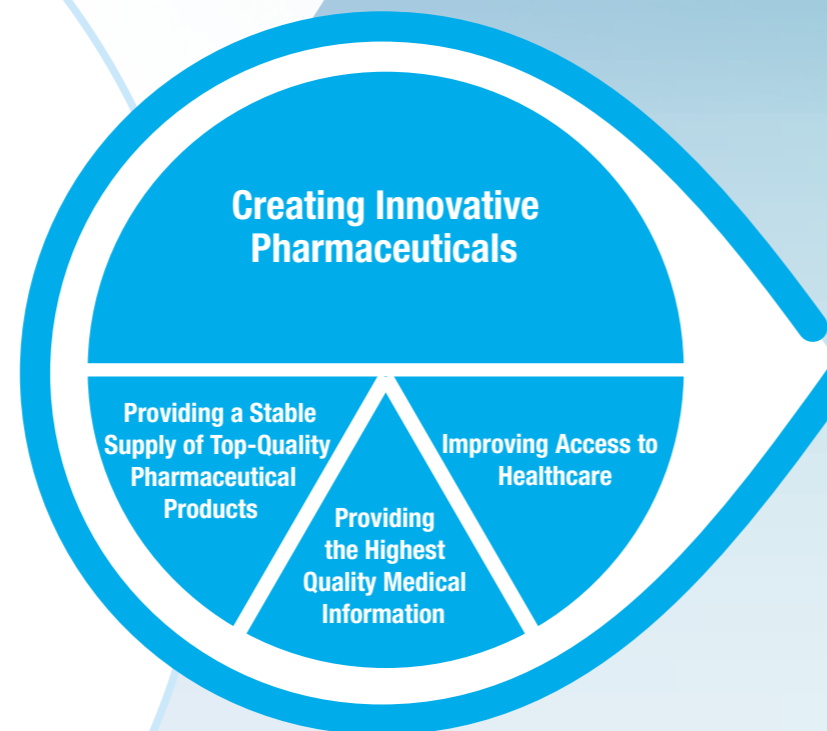 Creating Innovative
Pharmaceuticals
Providing a Stable
Supply of Top-Quality
Pharmaceutical
Products
Providing
the Highest
Quality Medical
Information
Improving Access to
Healthcare